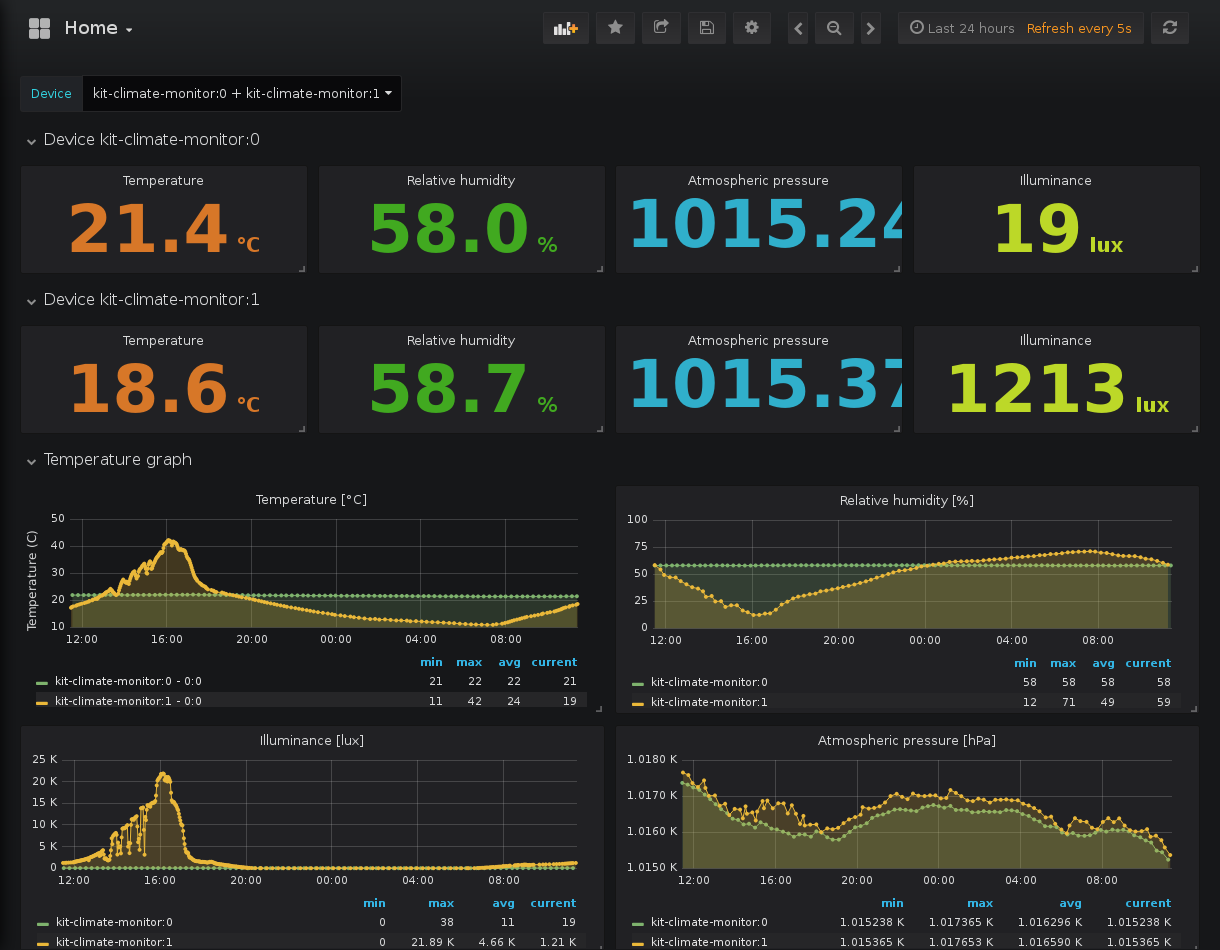 Home
Last 24 hours Refresh every 5s
Device kit-climate-monitor:0 + kit-climate-monitor:1
Device kit-climate-monitor:0
Temperature Relative humidity Atmospheric pressure Illuminance
21.4 °C 58.0 % 1015.24 19 lux
Device kit-climate-monitor:1
Temperature Relative humidity Atmospheric pressure Illuminance
18.6 °C 58.7 % 1015.37 1213 lux
Temperature graph
Temperature [°C]
Temperature (C)
50
40
30
20
10
12:00 16:00 20:00 00:00 04:00 08:00
min max avg current
kit-climate-monitor:0 - 0:0 21 22 22 21
kit-climate-monitor:1 - 0:0 11 42 24 19
Relative humidity [%]
100
75
50
25
0
12:00 16:00 20:00 00:00 04:00 08:00
min max avg current
kit-climate-monitor:0 58 58 58 58
kit-climate-monitor:1 12 71 49 59
Illuminance [lux]
25 K
20 K
15 K
10 K
5 K
0
12:00 16:00 20:00 00:00 04:00 08:00
min max avg current
kit-climate-monitor:0 0 38 11 19
kit-climate-monitor:1 0 21.89 K 4.66 K 1.21 K
Atmospheric pressure [hPa]
1.0180 K
1.0170 K
1.0160 K
1.0150 K
12:00 16:00 20:00 00:00 04:00 08:00
min max avg current
kit-climate-monitor:0 1.015238 K 1.017365 K 1.016296 K 1.015238 K
kit-climate-monitor:1 1.015365 K 1.017653 K 1.016590 K 1.015365 K